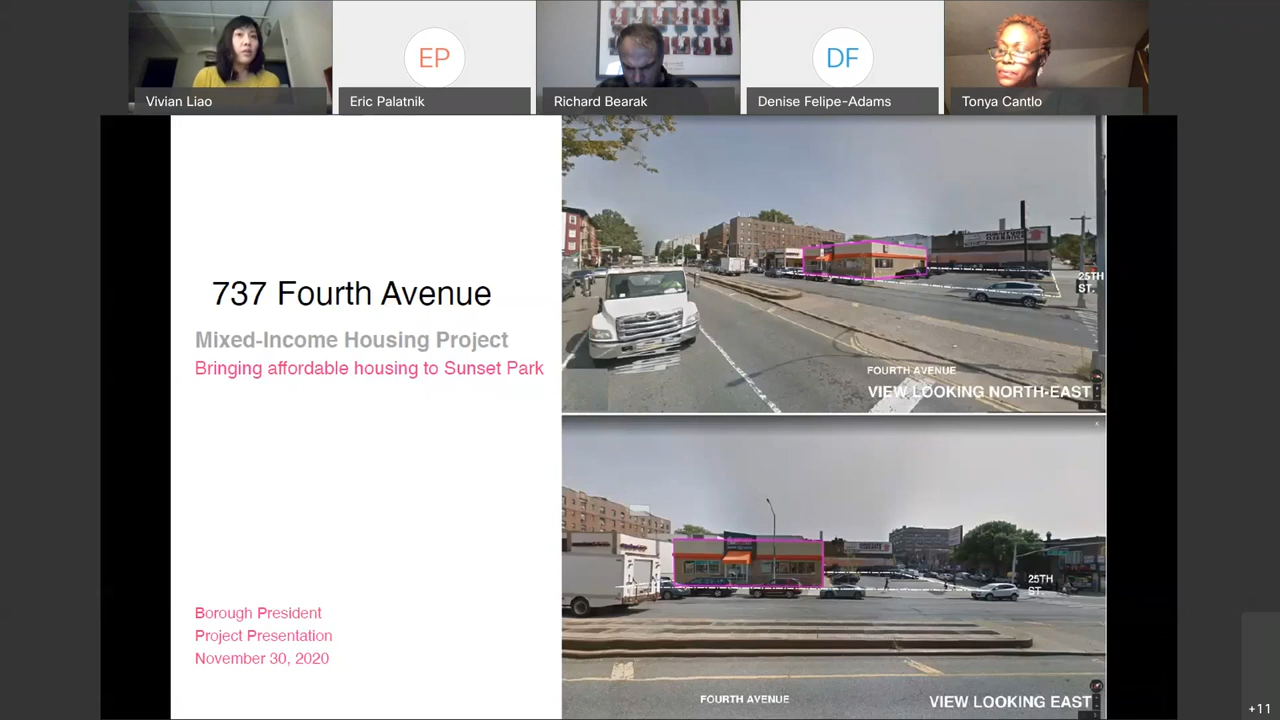 Vivian Liao
EP
Eric Palatnik
Richard Bearak
DF
Denise Felipe-Adams
Tonya Cantlo
737 Fourth Avenue
Mixed-Income Housing Project
Bringing affordable housing to Sunset Park
Borough President
Project Presentation
November 30, 2020
25TH
ST.
FOURTH AVENUE
VIEW LOOKING NORTH-EAST
25TH
ST.
FOURTH AVENUE
VIEW LOOKING EAST
+11